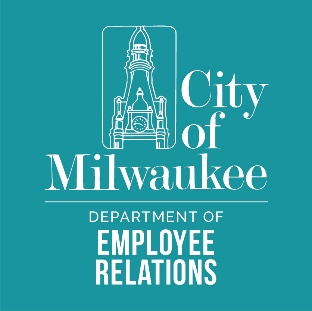 City
of
Milwaukee
DEPARTMENT OF
EMPLOYEE
RELATIONS